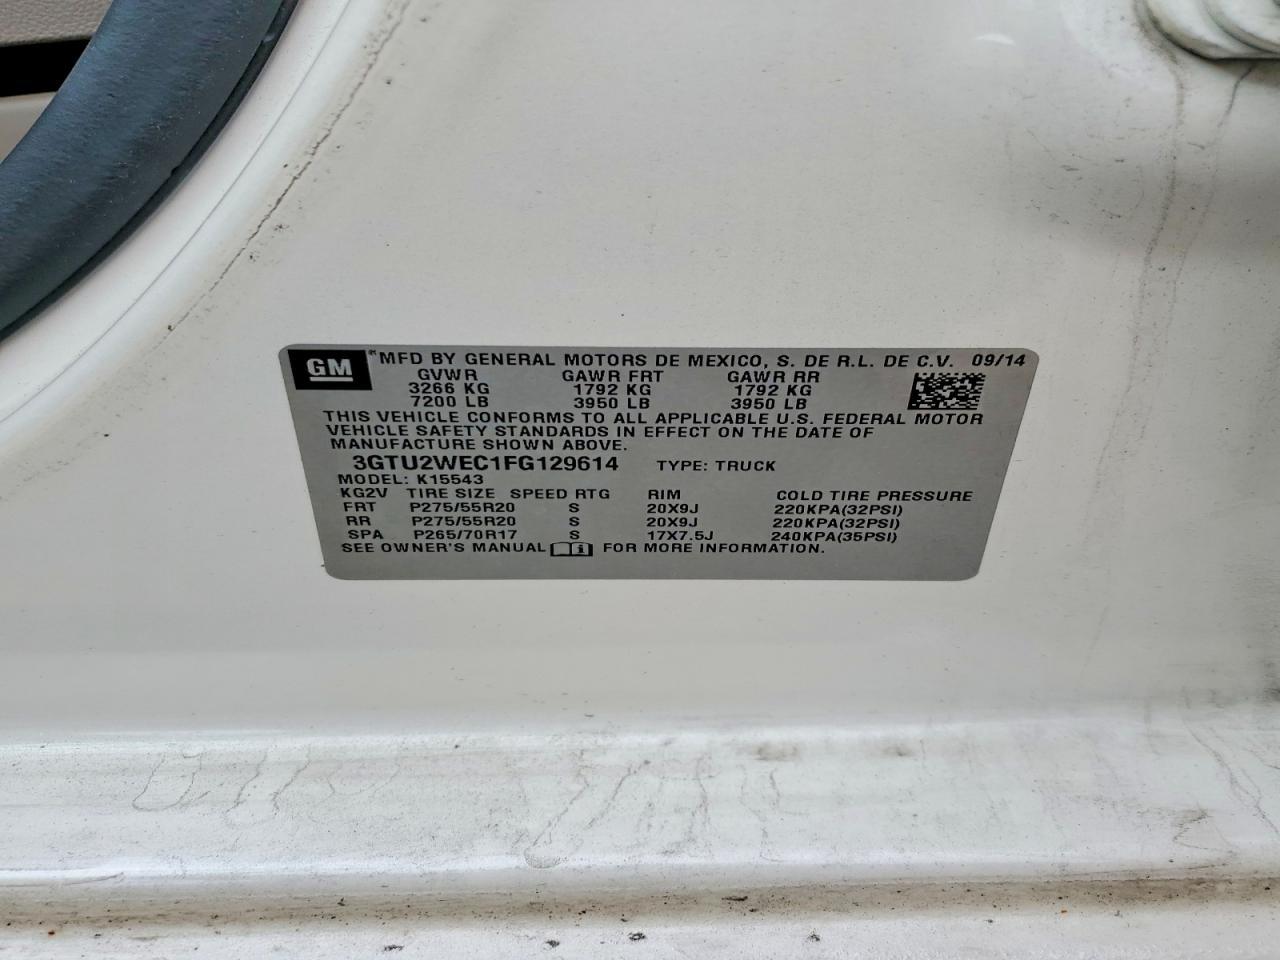 GM MFD BY GENERAL MOTORS DE MEXICO, S. DE R.L. DE C.V. 09/14
GVWR GAWR FRT GAWR RR
3266 KG 1792 KG 1792 KG
7200 LB 3950 LB 3950 LB
THIS VEHICLE CONFORMS TO ALL APPLICABLE U.S. FEDERAL MOTOR
VEHICLE SAFETY STANDARDS IN EFFECT ON THE DATE OF
MANUFACTURE SHOWN ABOVE.
3GTU2WEC1FG129614 TYPE: TRUCK
MODEL: K15543
KG2V TIRE SIZE SPEED RTG RIM COLD TIRE PRESSURE
FRT P275/55R20 S 20X9J 220KPA(32PSI)
RR P275/55R20 S 20X9J 220KPA(32PSI)
SPA P265/70R17 S 17X7.5J 240KPA(35PSI)
SEE OWNER'S MANUAL i FOR MORE INFORMATION.